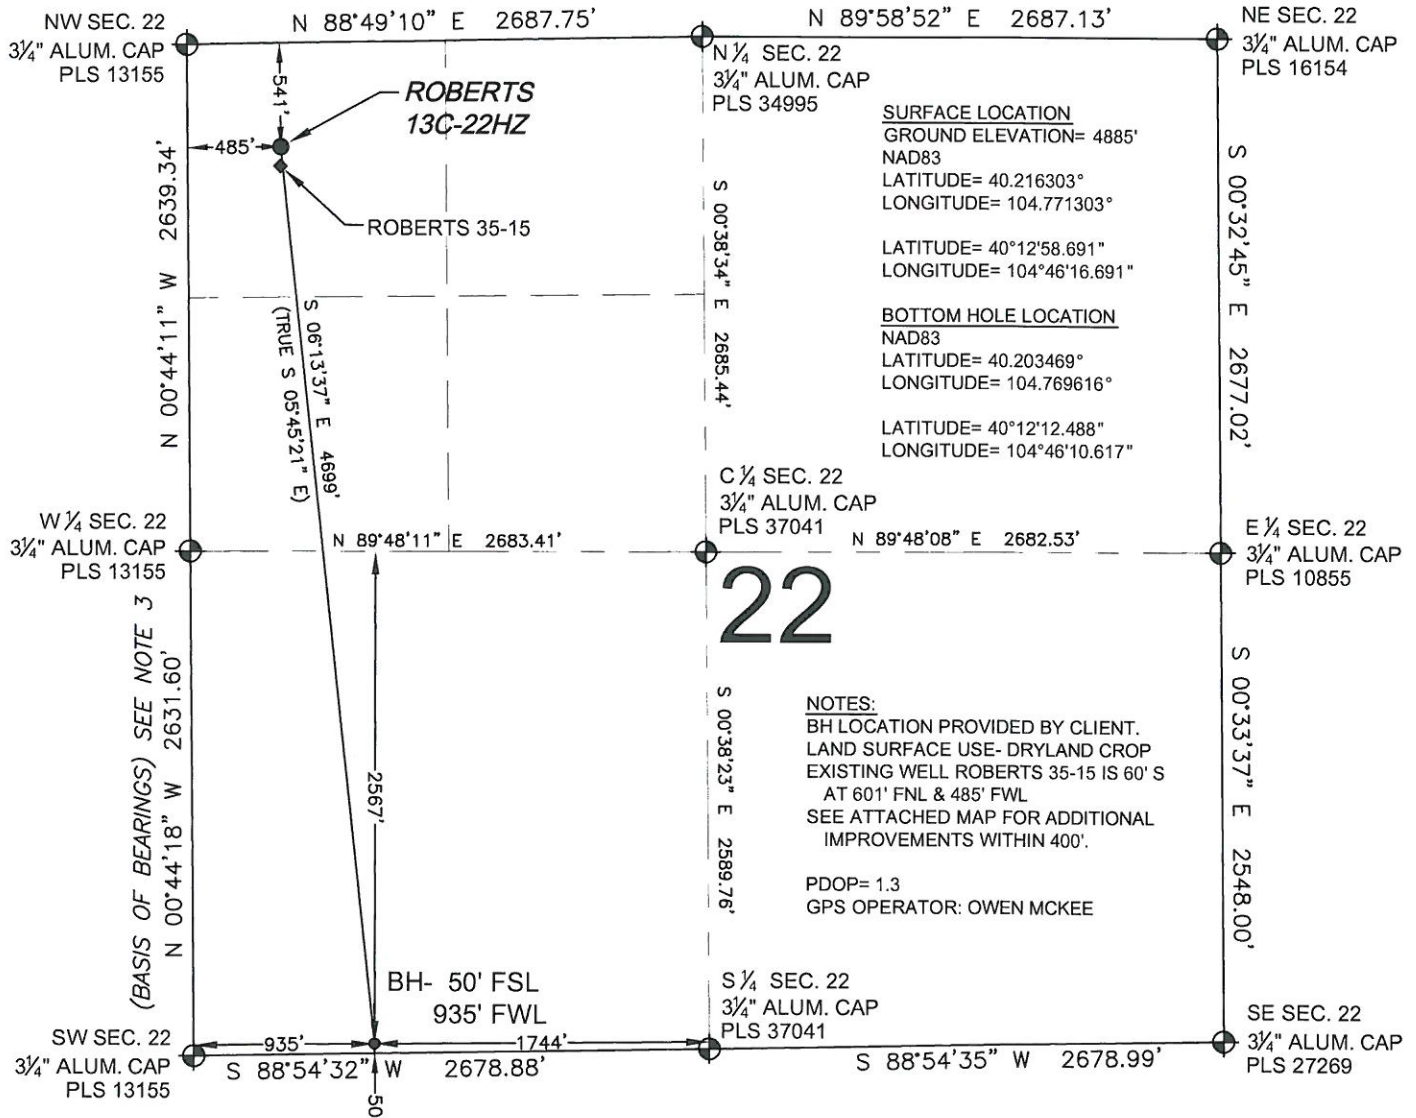 NW SEC. 22
3¼" ALUM. CAP
PLS 13155
N 88°49'10" E 2687.75'
N 89°58'52" E 2687.13'
NE SEC. 22
3¼" ALUM. CAP
PLS 16154
N ¼ SEC. 22
3¼" ALUM. CAP
PLS 34995
541'
ROBERTS
13C-22HZ
485'
ROBERTS 35-15
N 00°44'11" W 2639.34'
S 00°38'34" E 2685.44'
SURFACE LOCATION
GROUND ELEVATION= 4885'
NAD83
LATITUDE= 40.216303°
LONGITUDE= 104.771303°
LATITUDE= 40°12'58.691"
LONGITUDE= 104°46'16.691"
BOTTOM HOLE LOCATION
NAD83
LATITUDE= 40.203469°
LONGITUDE= 104.769616°
LATITUDE= 40°12'12.488"
LONGITUDE= 104°46'10.617"
S 00°32'45" E 2677.02'
S 06°13'37" E 4699'
(TRUE S 05°45'21" E)
W ¼ SEC. 22
3¼" ALUM. CAP
PLS 13155
N 89°48'11" E 2683.41'
C ¼ SEC. 22
3¼" ALUM. CAP
PLS 37041
N 89°48'08" E 2682.53'
E ¼ SEC. 22
3¼" ALUM. CAP
PLS 10855
22
(BASIS OF BEARINGS) SEE NOTE 3
N 00°44'18" W 2631.60'
2567'
S 00°38'23" E 2589.76'
NOTES:
BH LOCATION PROVIDED BY CLIENT.
LAND SURFACE USE- DRYLAND CROP
EXISTING WELL ROBERTS 35-15 IS 60' S
AT 601' FNL & 485' FWL
SEE ATTACHED MAP FOR ADDITIONAL
IMPROVEMENTS WITHIN 400'.
PDOP= 1.3
GPS OPERATOR: OWEN MCKEE
S 00°33'37" E 2548.00'
BH- 50' FSL
935' FWL
SW SEC. 22
3¼" ALUM. CAP
PLS 13155
935'
1744'
S 88°54'32" W 2678.88'
50
S ¼ SEC. 22
3¼" ALUM. CAP
PLS 37041
S 88°54'35" W 2678.99'
SE SEC. 22
3¼" ALUM. CAP
PLS 27269